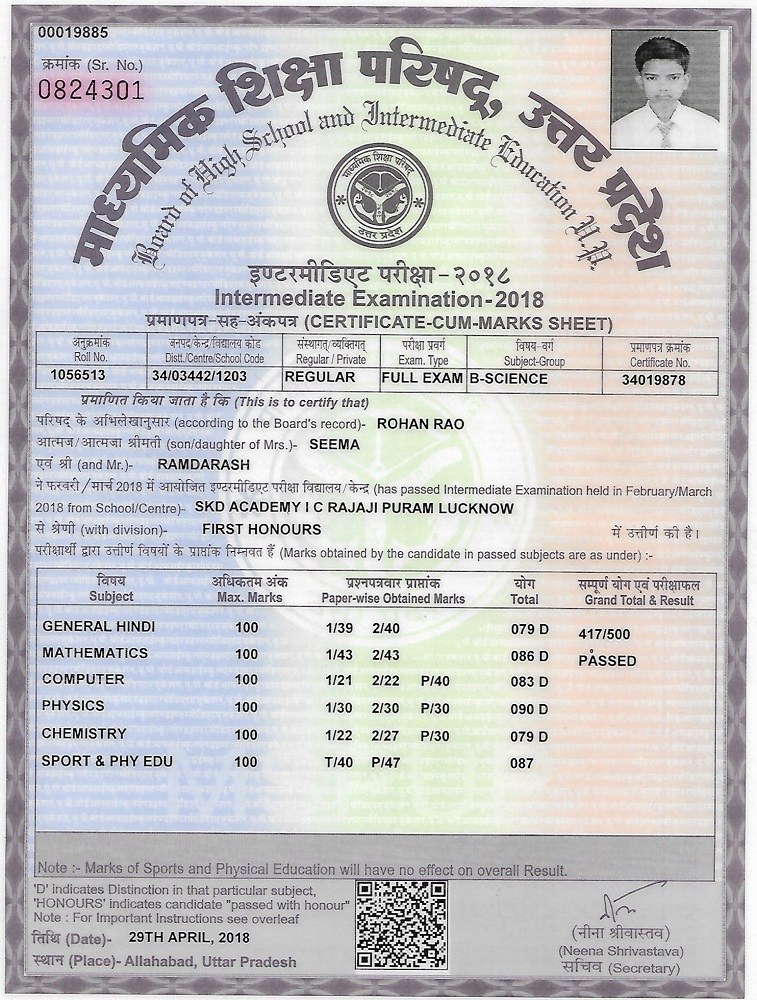 00019885
क्रमांक (Sr. No.)
0824301
माध्यमिक शिक्षा परिषद्, उत्तर प्रदेश
Board of High School and Intermediate Education U.P.
माध्यमिक शिक्षा परिषद्
उत्तर प्रदेश
इण्टरमीडिएट परीक्षा-२०१८
Intermediate Examination-2018
प्रमाणपत्र-सह-अंकपत्र (CERTIFICATE-CUM-MARKS SHEET)
अनुक्रमांक जनपद/केन्द्र/विद्यालय कोड संस्थागत/व्यक्तिगत परीक्षा प्रवर्ग विषय-वर्ग प्रमाणपत्र क्रमांक
Roll No. Distt./Centre/School Code Regular / Private Exam. Type Subject-Group Certificate No.
1056513 34/03442/1203 REGULAR FULL EXAM B-SCIENCE 34019878
प्रमाणित किया जाता है कि (This is to certify that)
परिषद् के अभिलेखानुसार (according to the Board's record)- ROHAN RAO
आत्मज/आत्मजा श्रीमती (son/daughter of Mrs.)- SEEMA
एवं श्री (and Mr.)- RAMDARASH
ने फरवरी/मार्च 2018 में आयोजित इण्टरमीडिएट परीक्षा विद्यालय/केन्द्र (has passed Intermediate Examination held in February/March
2018 from School/Centre)- SKD ACADEMY I C RAJAJI PURAM LUCKNOW
से श्रेणी (with division)- FIRST HONOURS में उत्तीर्ण की है।
परीक्षार्थी द्वारा उत्तीर्ण विषयों के प्राप्तांक निम्नवत हैं (Marks obtained by the candidate in passed subjects are as under) :-
विषय अधिकतम अंक प्रश्नपत्रवार प्राप्तांक योग सम्पूर्ण योग एवं परीक्षाफल
Subject Max. Marks Paper-wise Obtained Marks Total Grand Total & Result
GENERAL HINDI 100 1/39 2/40 079 D 417/500
MATHEMATICS 100 1/43 2/43 086 D PASSED
COMPUTER 100 1/21 2/22 P/40 083 D
PHYSICS 100 1/30 2/30 P/30 090 D
CHEMISTRY 100 1/22 2/27 P/30 079 D
SPORT & PHY EDU 100 T/40 P/47 087
Note :- Marks of Sports and Physical Education will have no effect on overall Result.
'D' indicates Distinction in that particular subject,
'HONOURS' indicates candidate "passed with honour"
Note : For Important Instructions see overleaf
तिथि (Date)- 29TH APRIL, 2018
स्थान (Place)- Allahabad, Uttar Pradesh
(नीना श्रीवास्तव)
(Neena Shrivastava)
सचिव (Secretary)